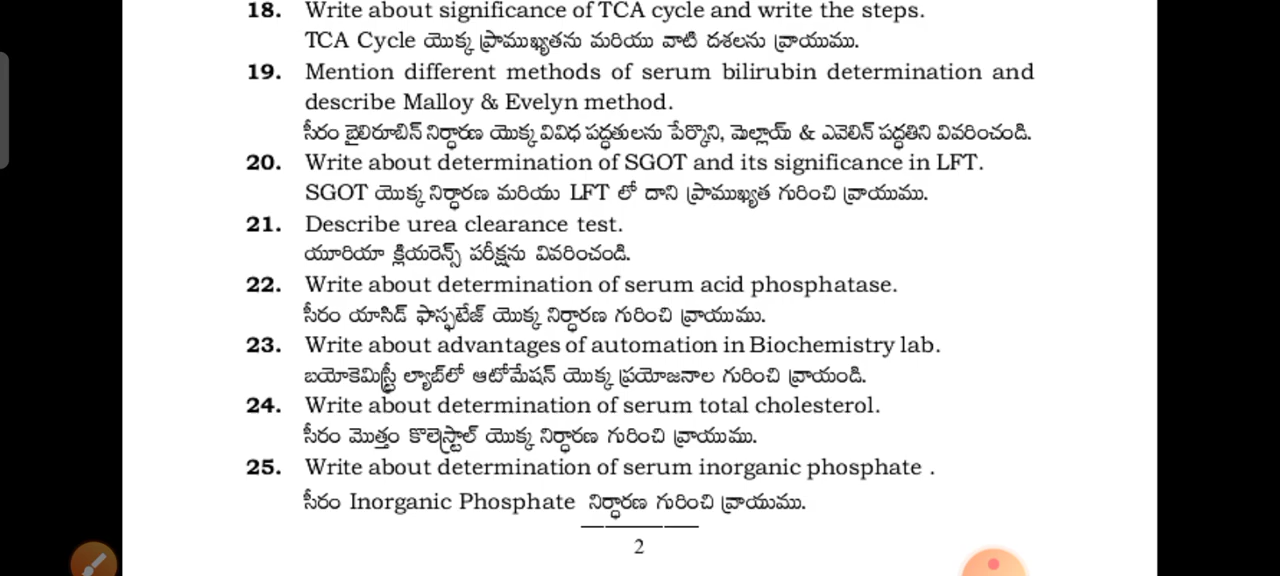 18. Write about significance of TCA cycle and write the steps.
TCA Cycle యొక్క ప్రాముఖ్యతను మరియు వాటి దశలను వ్రాయుము.
19. Mention different methods of serum bilirubin determination and
describe Malloy & Evelyn method.
సీరం బైలిరూబిన్ నిర్ధారణ యొక్క వివిధ పద్ధతులను పేర్కొని, మెల్లాయ్ & ఎవెలిన్ పద్ధతిని వివరించండి.
20. Write about determination of SGOT and its significance in LFT.
SGOT యొక్క నిర్ధారణ మరియు LFT లో దాని ప్రాముఖ్యత గురించి వ్రాయుము.
21. Describe urea clearance test.
యూరియా క్లియరెన్స్ పరీక్షను వివరించండి.
22. Write about determination of serum acid phosphatase.
సీరం యాసిడ్ ఫాస్ఫటేజ్ యొక్క నిర్ధారణ గురించి వ్రాయుము.
23. Write about advantages of automation in Biochemistry lab.
బయోకెమిస్ట్రీ ల్యాబ్‌లో ఆటోమేషన్ యొక్క ప్రయోజనాల గురించి వ్రాయండి.
24. Write about determination of serum total cholesterol.
సీరం మొత్తం కొలెస్ట్రాల్ యొక్క నిర్ధారణ గురించి వ్రాయుము.
25. Write about determination of serum inorganic phosphate .
సీరం Inorganic Phosphate నిర్ధారణ గురించి వ్రాయుము.
2